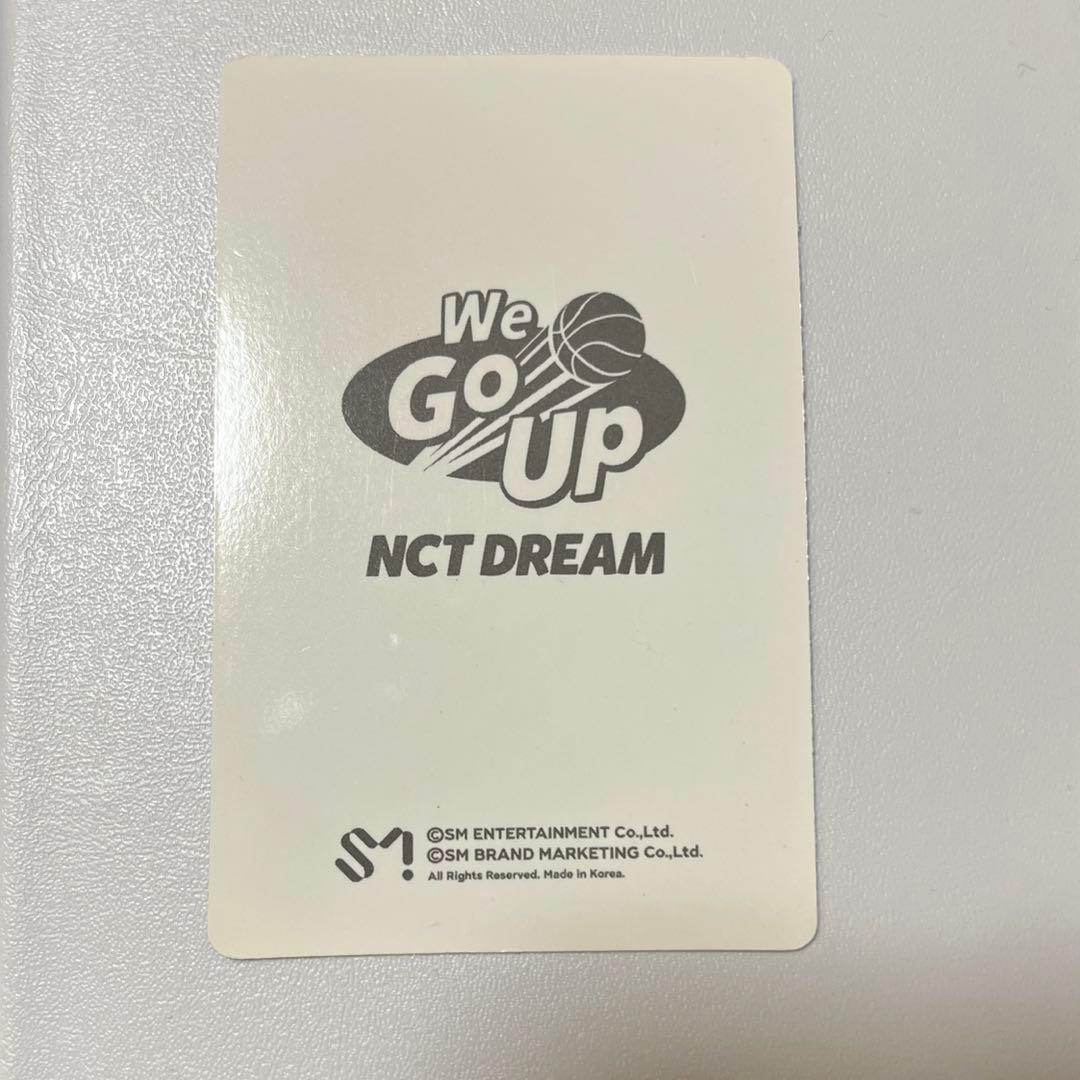 We
Go
Up
NCT DREAM
SM!
©SM ENTERTAINMENT Co.,Ltd.
©SM BRAND MARKETING Co.,Ltd.
All Rights Reserved. Made in Korea.